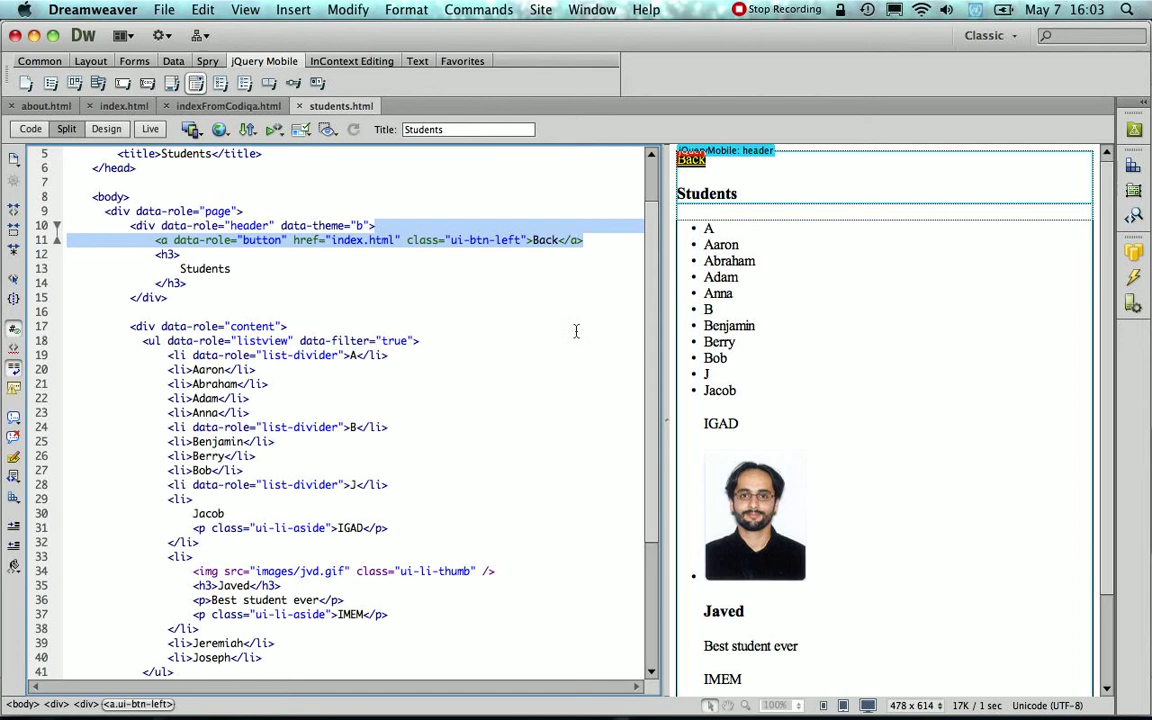 Dreamweaver File Edit View Insert Modify Format Commands Site Window Help Stop Recording May 7 16:03
Dw Classic
Common Layout Forms Data Spry jQuery Mobile InContext Editing Text Favorites
about.html index.html indexFromCodiqa.html students.html
Code Split Design Live Title: Students
5 <title>Students</title>
6 </head>
7
8 <body>
9 <div data-role="page">
10 <div data-role="header" data-theme="b">
11 <a data-role="button" href="index.html" class="ui-btn-left">Back</a>
12 <h3>
13 Students
14 </h3>
15 </div>
16
17 <div data-role="content">
18 <ul data-role="listview" data-filter="true">
19 <li data-role="list-divider">A</li>
20 <li>Aaron</li>
21 <li>Abraham</li>
22 <li>Adam</li>
23 <li>Anna</li>
24 <li data-role="list-divider">B</li>
25 <li>Benjamin</li>
26 <li>Berry</li>
27 <li>Bob</li>
28 <li data-role="list-divider">J</li>
29 <li>
30 Jacob
31 <p class="ui-li-aside">IGAD</p>
32 </li>
33 <li>
34 <img src="images/jvd.gif" class="ui-li-thumb" />
35 <h3>Javed</h3>
36 <p>Best student ever</p>
37 <p class="ui-li-aside">IMEM</p>
38 </li>
39 <li>Jeremiah</li>
40 <li>Joseph</li>
41 </ul>
jQueryMobile: header
Back
Students
• A
• Aaron
• Abraham
• Adam
• Anna
• B
• Benjamin
• Berry
• Bob
• J
• Jacob
IGAD
Javed
Best student ever
IMEM
<body> <div> <div> <a.ui-btn-left> 100% 478 x 614 17K / 1 sec Unicode (UTF-8)